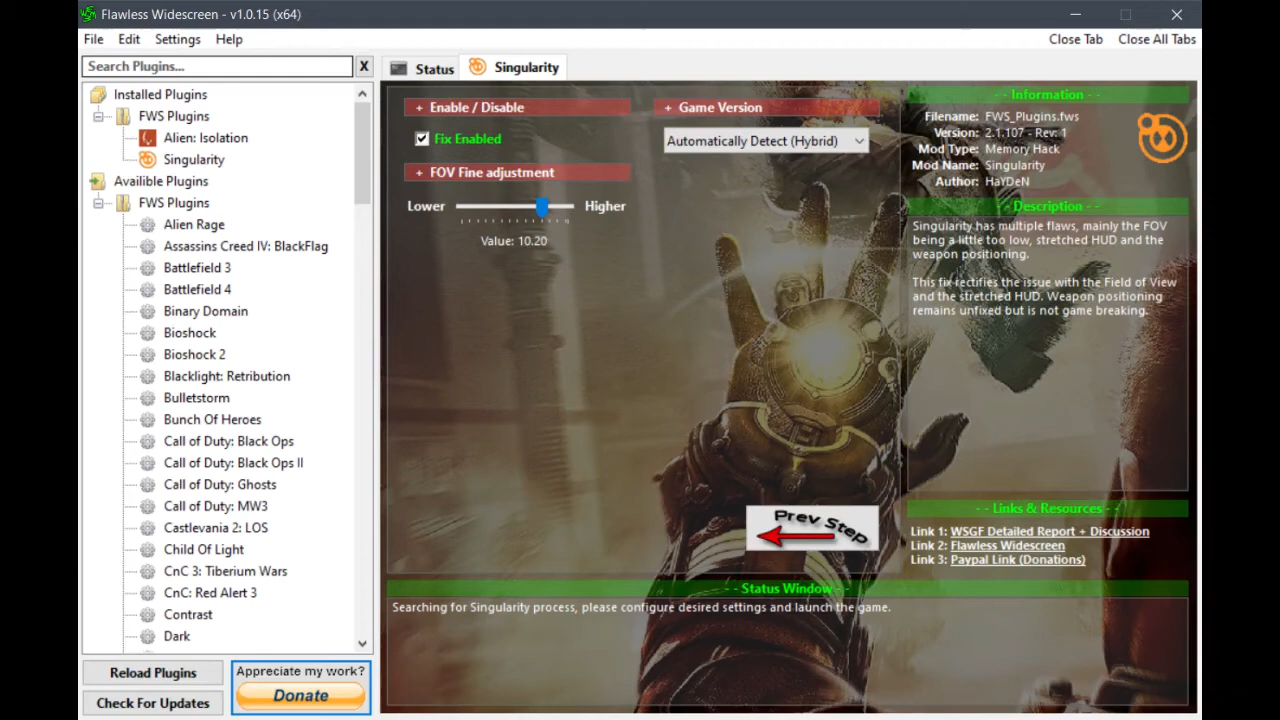 Flawless Widescreen - v1.0.15 (x64)
File Edit Settings Help
Close Tab Close All Tabs
Search Plugins...
X
Installed Plugins
FWS Plugins
Alien: Isolation
Singularity
Availible Plugins
FWS Plugins
Alien Rage
Assassins Creed IV: BlackFlag
Battlefield 3
Battlefield 4
Binary Domain
Bioshock
Bioshock 2
Blacklight: Retribution
Bulletstorm
Bunch Of Heroes
Call of Duty: Black Ops
Call of Duty: Black Ops II
Call of Duty: Ghosts
Call of Duty: MW3
Castlevania 2: LOS
Child Of Light
CnC 3: Tiberium Wars
CnC: Red Alert 3
Contrast
Dark
Reload Plugins
Check For Updates
Appreciate my work?
Donate
Status
Singularity
+ Enable / Disable
Fix Enabled
+ FOV Fine adjustment
Lower Higher
Value: 10.20
+ Game Version
Automatically Detect (Hybrid)
Prev Step
- - Information - -
Filename: FWS_Plugins.fws
Version: 2.1.107 - Rev: 1
Mod Type: Memory Hack
Mod Name: Singularity
Author: HaYDeN
- - Description - -
Singularity has multiple flaws, mainly the FOV
being a little too low, stretched HUD and the
weapon positioning.
This fix rectifies the issue with the Field of View
and the stretched HUD. Weapon positioning
remains unfixed but is not game breaking.
- - Links & Resources - -
Link 1: WSGF Detailed Report + Discussion
Link 2: Flawless Widescreen
Link 3: Paypal Link (Donations)
- - Status Window - -
Searching for Singularity process, please configure desired settings and launch the game.